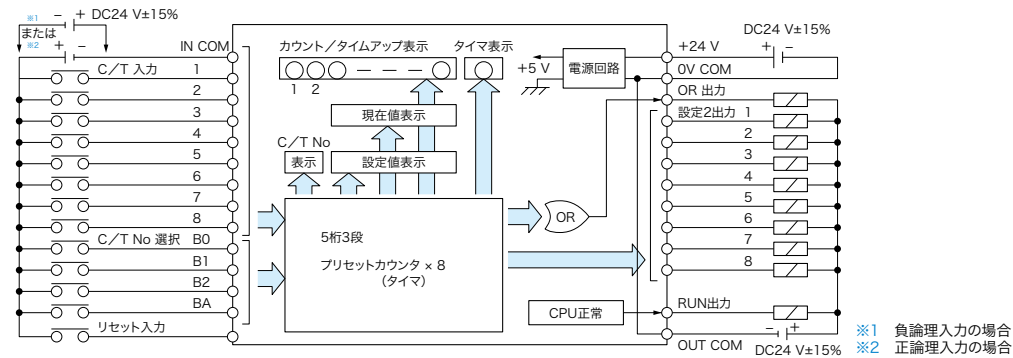 ※1 － ＋ DC24 V±15%
または
※2 ＋ －
IN COM
C／T 入力 1
2
3
4
5
6
7
8
C／T No 選択 B0
B1
B2
BA
リセット入力
カウント／タイムアップ表示
1 2
タイマ表示
現在値表示
C／T No
表示
設定値表示
5桁3段
プリセットカウンタ × 8
（タイマ）
OR
+5 V
電源回路
CPU正常
DC24 V±15%
+24 V
＋ －
0V COM
OR 出力
設定2出力 1
2
3
4
5
6
7
8
RUN出力
－ ＋
OUT COM
DC24 V±15%
※1 負論理入力の場合
※2 正論理入力の場合